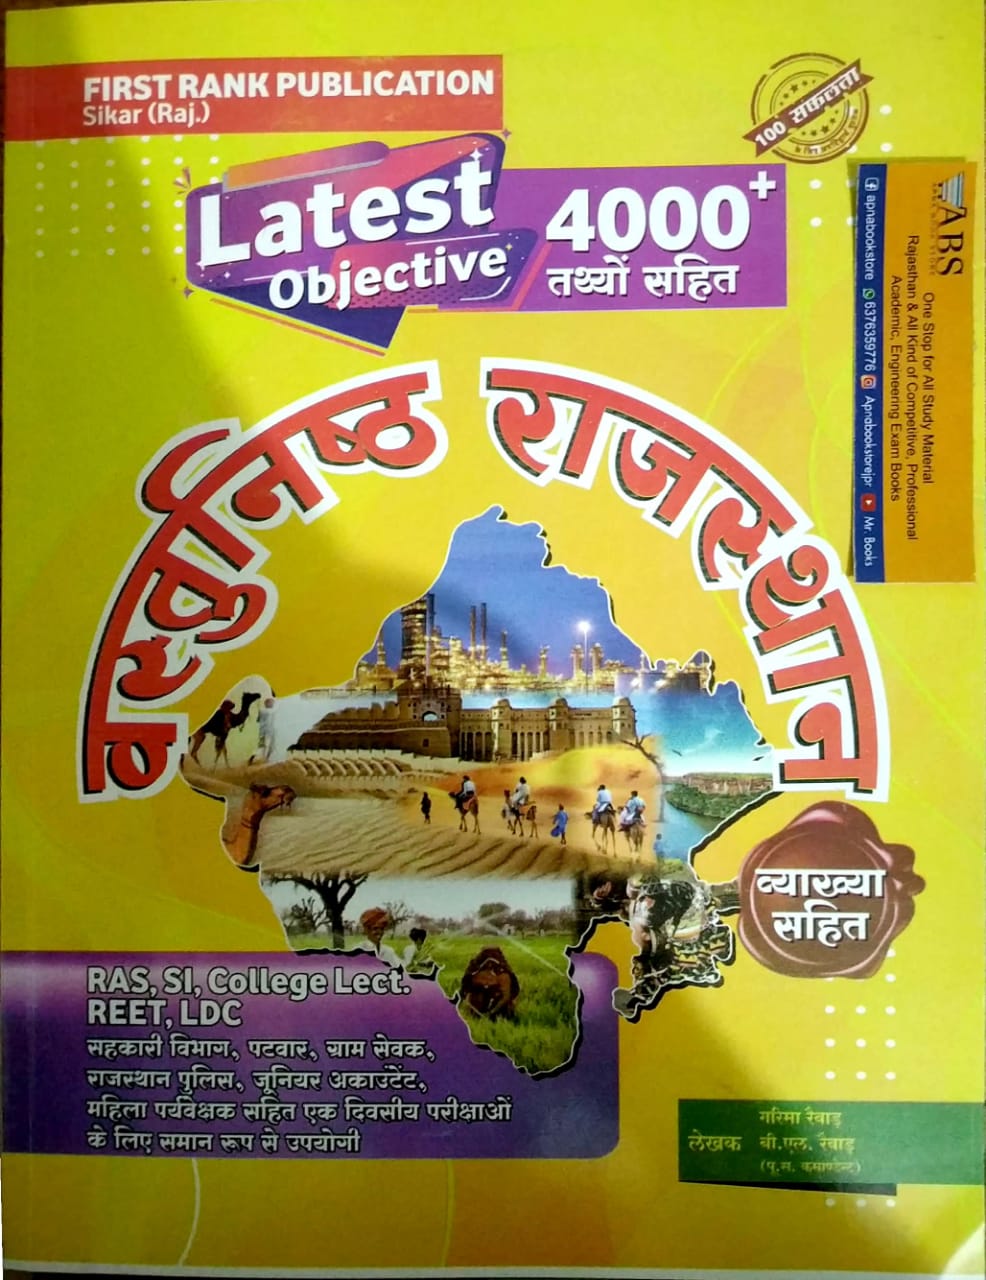 FIRST RANK PUBLICATION
Sikar (Raj.)
100 सफलता
Latest
Objective
4000+
तथ्यों सहित
ABS
One Stop for All Study Material
Rajasthan & All Kind of Competitive, Professional
Academic, Engineering Exam Books
apnabookstore 6376359776 Apnabookstorejpr Mr. Books
वस्तुनिष्ठ राजस्थान
व्याख्या
सहित
RAS, SI, College Lect.
REET, LDC
सहकारी विभाग, पटवार, ग्राम सेवक,
राजस्थान पुलिस, जूनियर अकाउंटेंट,
महिला पर्यवेक्षक सहित एक दिवसीय परीक्षाओं
के लिए समान रूप से उपयोगी
गरिमा रैवाड़
लेखक बी.एल. रैवाड़
(पू.स. कमाण्डेन्ट)